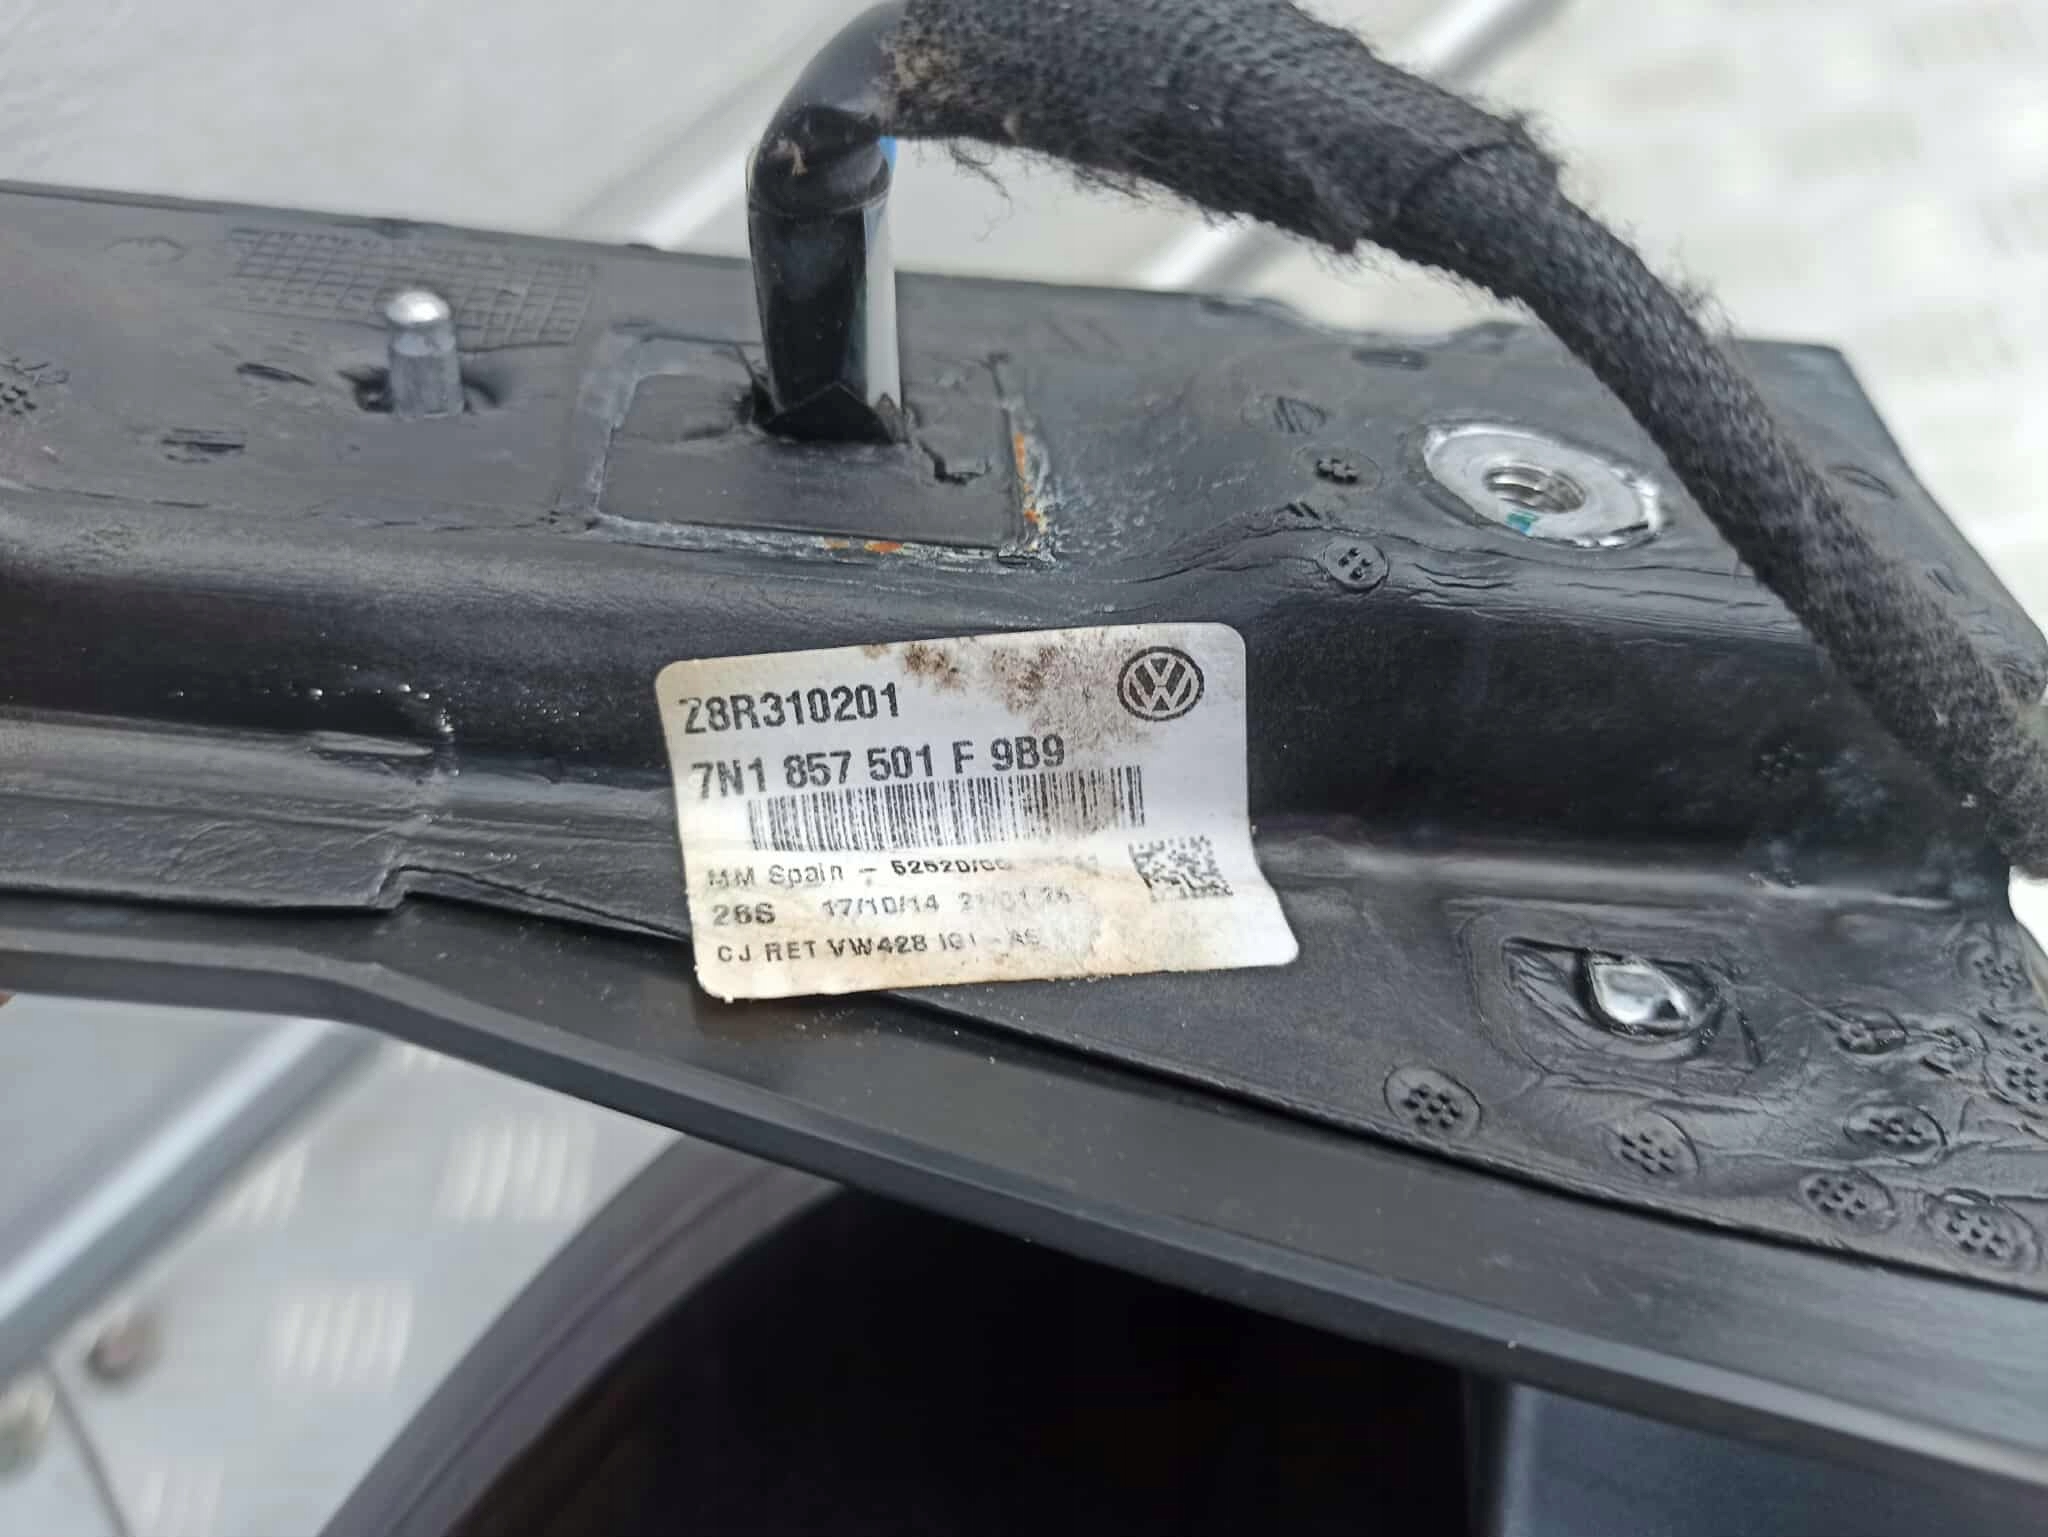 Z8R310201
7N1 857 501 F 9B9
MM Spain -
26S 17/10/14
CJ RET VW428